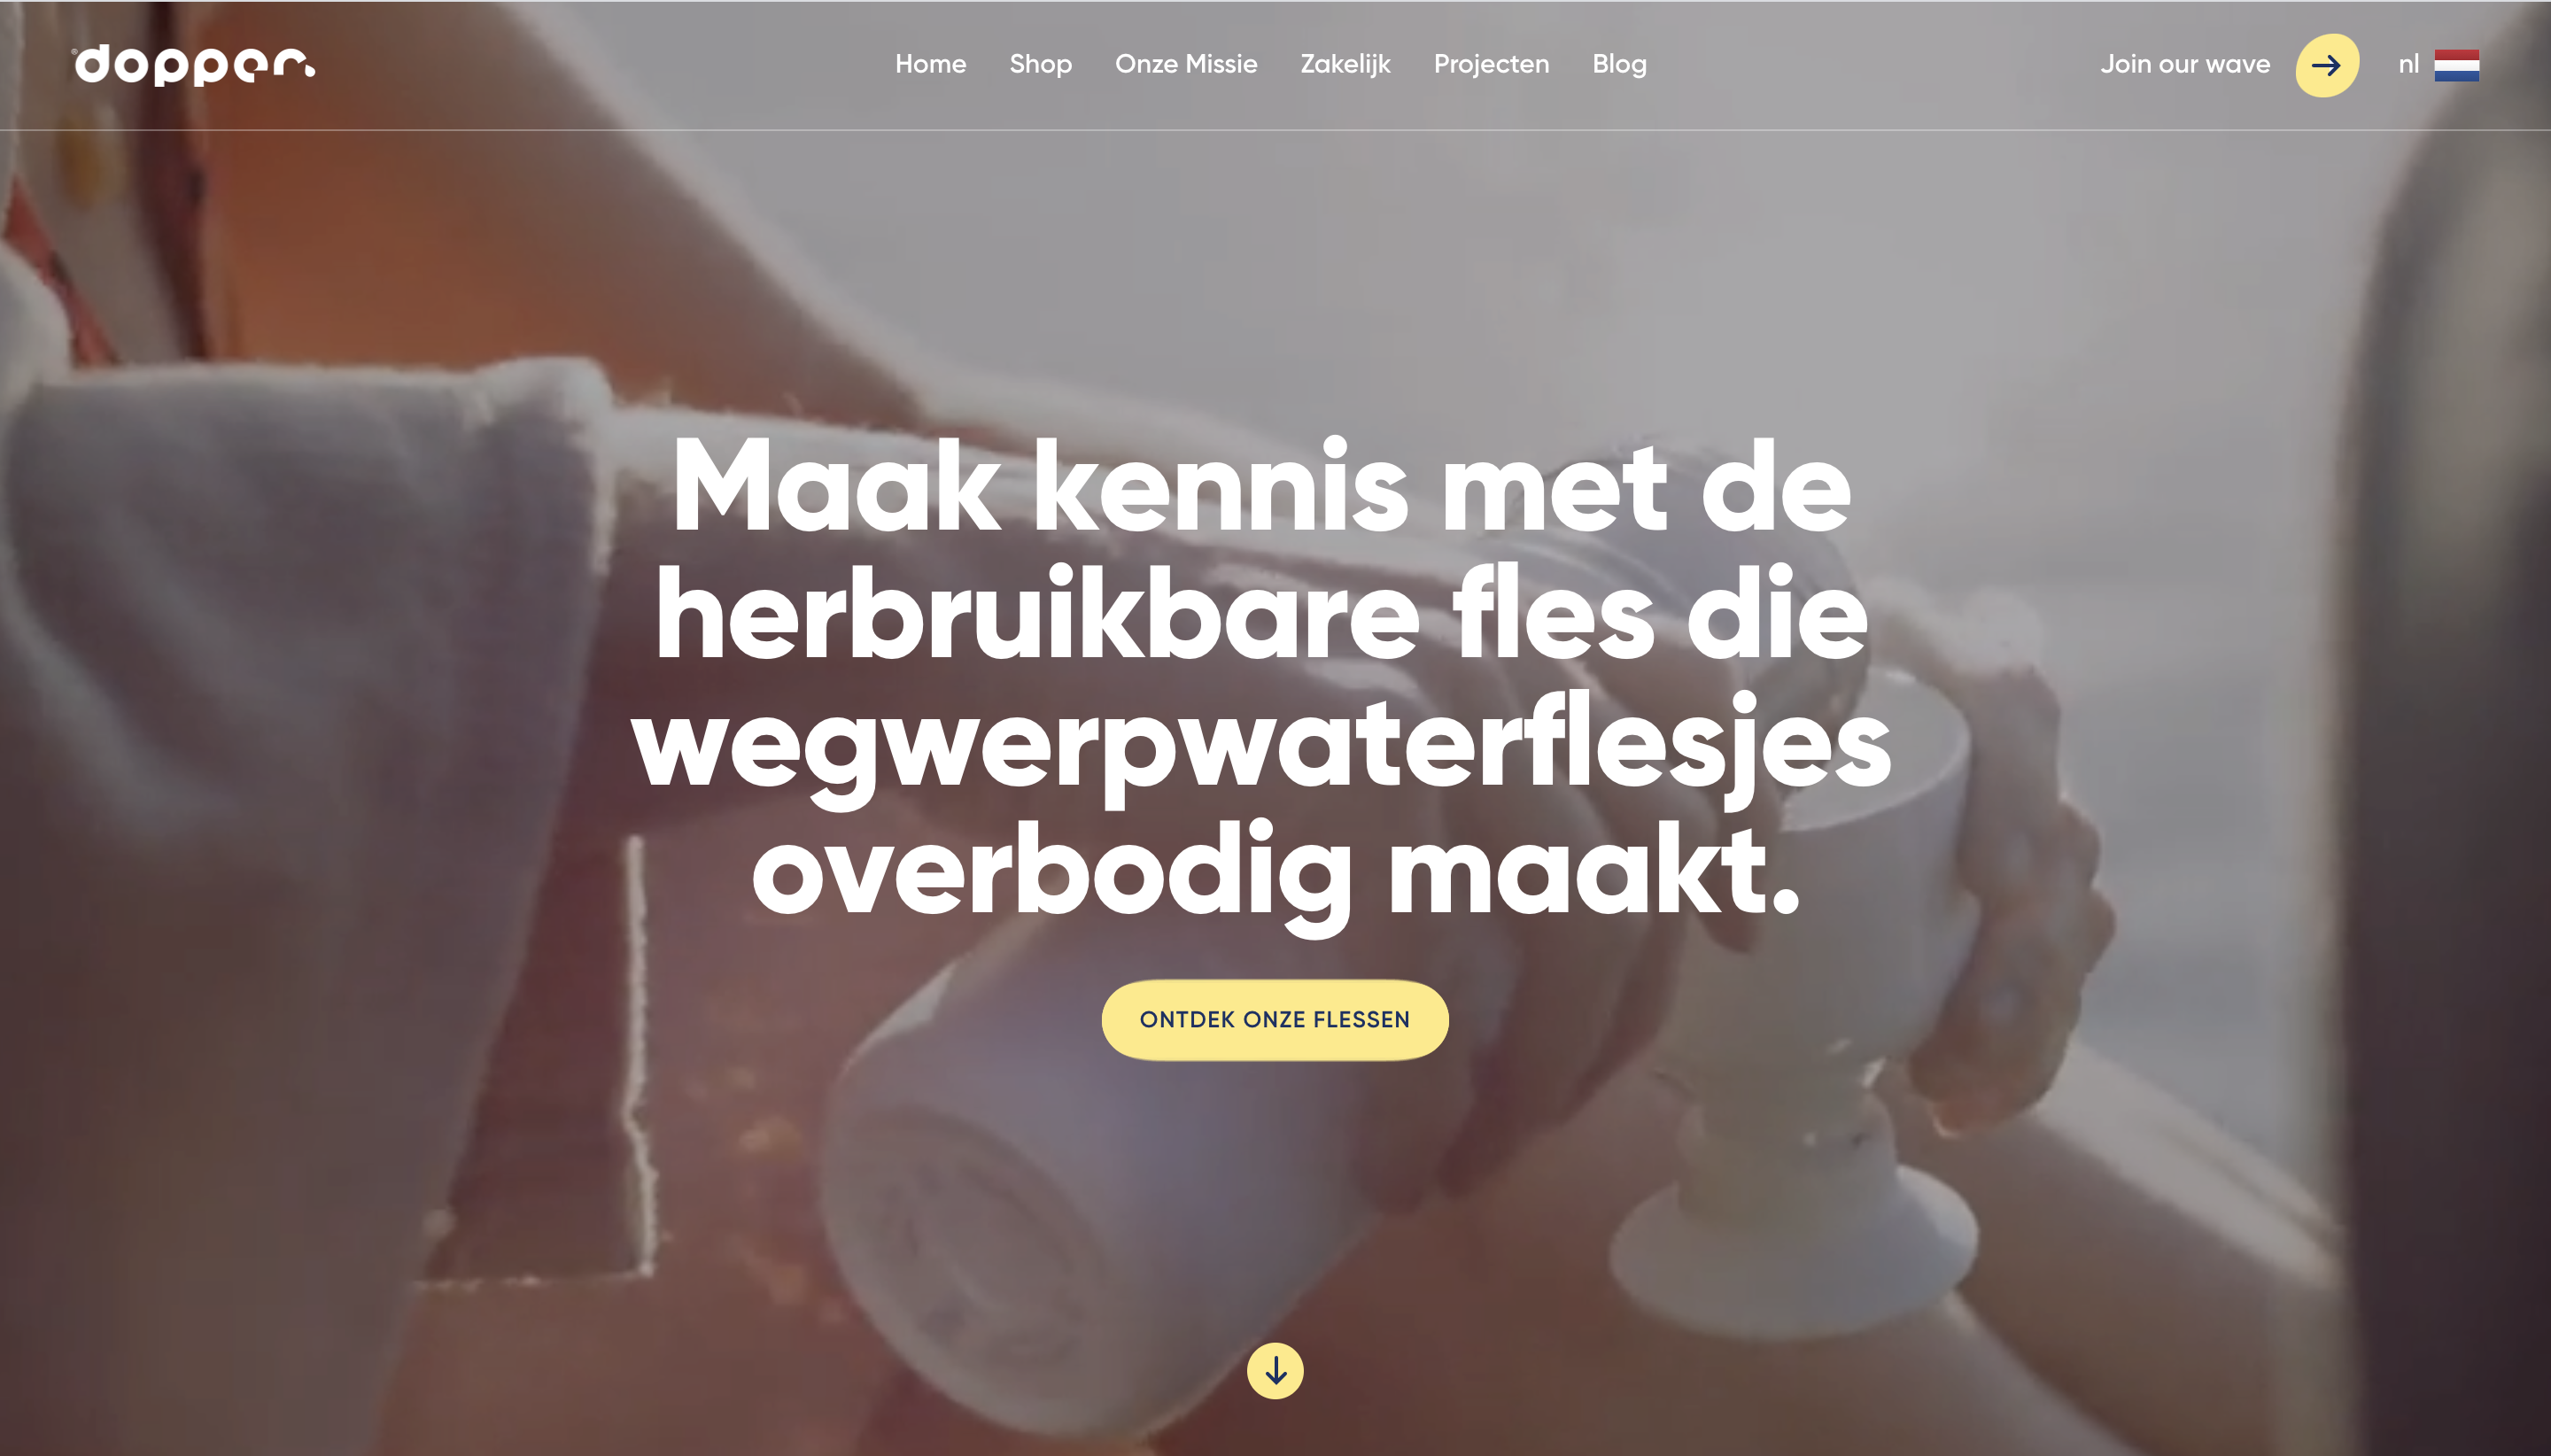 dopper
Home Shop Onze Missie Zakelijk Projecten Blog
Join our wave
nl
Maak kennis met de
herbruikbare fles die
wegwerpwaterflesjes
overbodig maakt.
ONTDEK ONZE FLESSEN